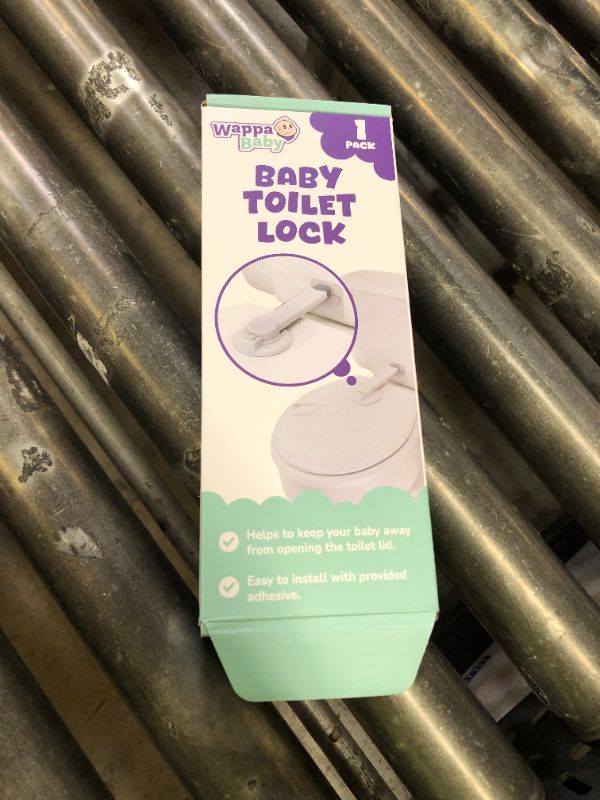 Wappa
Baby
1
PACK
BABY
TOILET
LOCK
Helps to keep your baby away
from opening the toilet lid.
Easy to install with provided
adhesive.